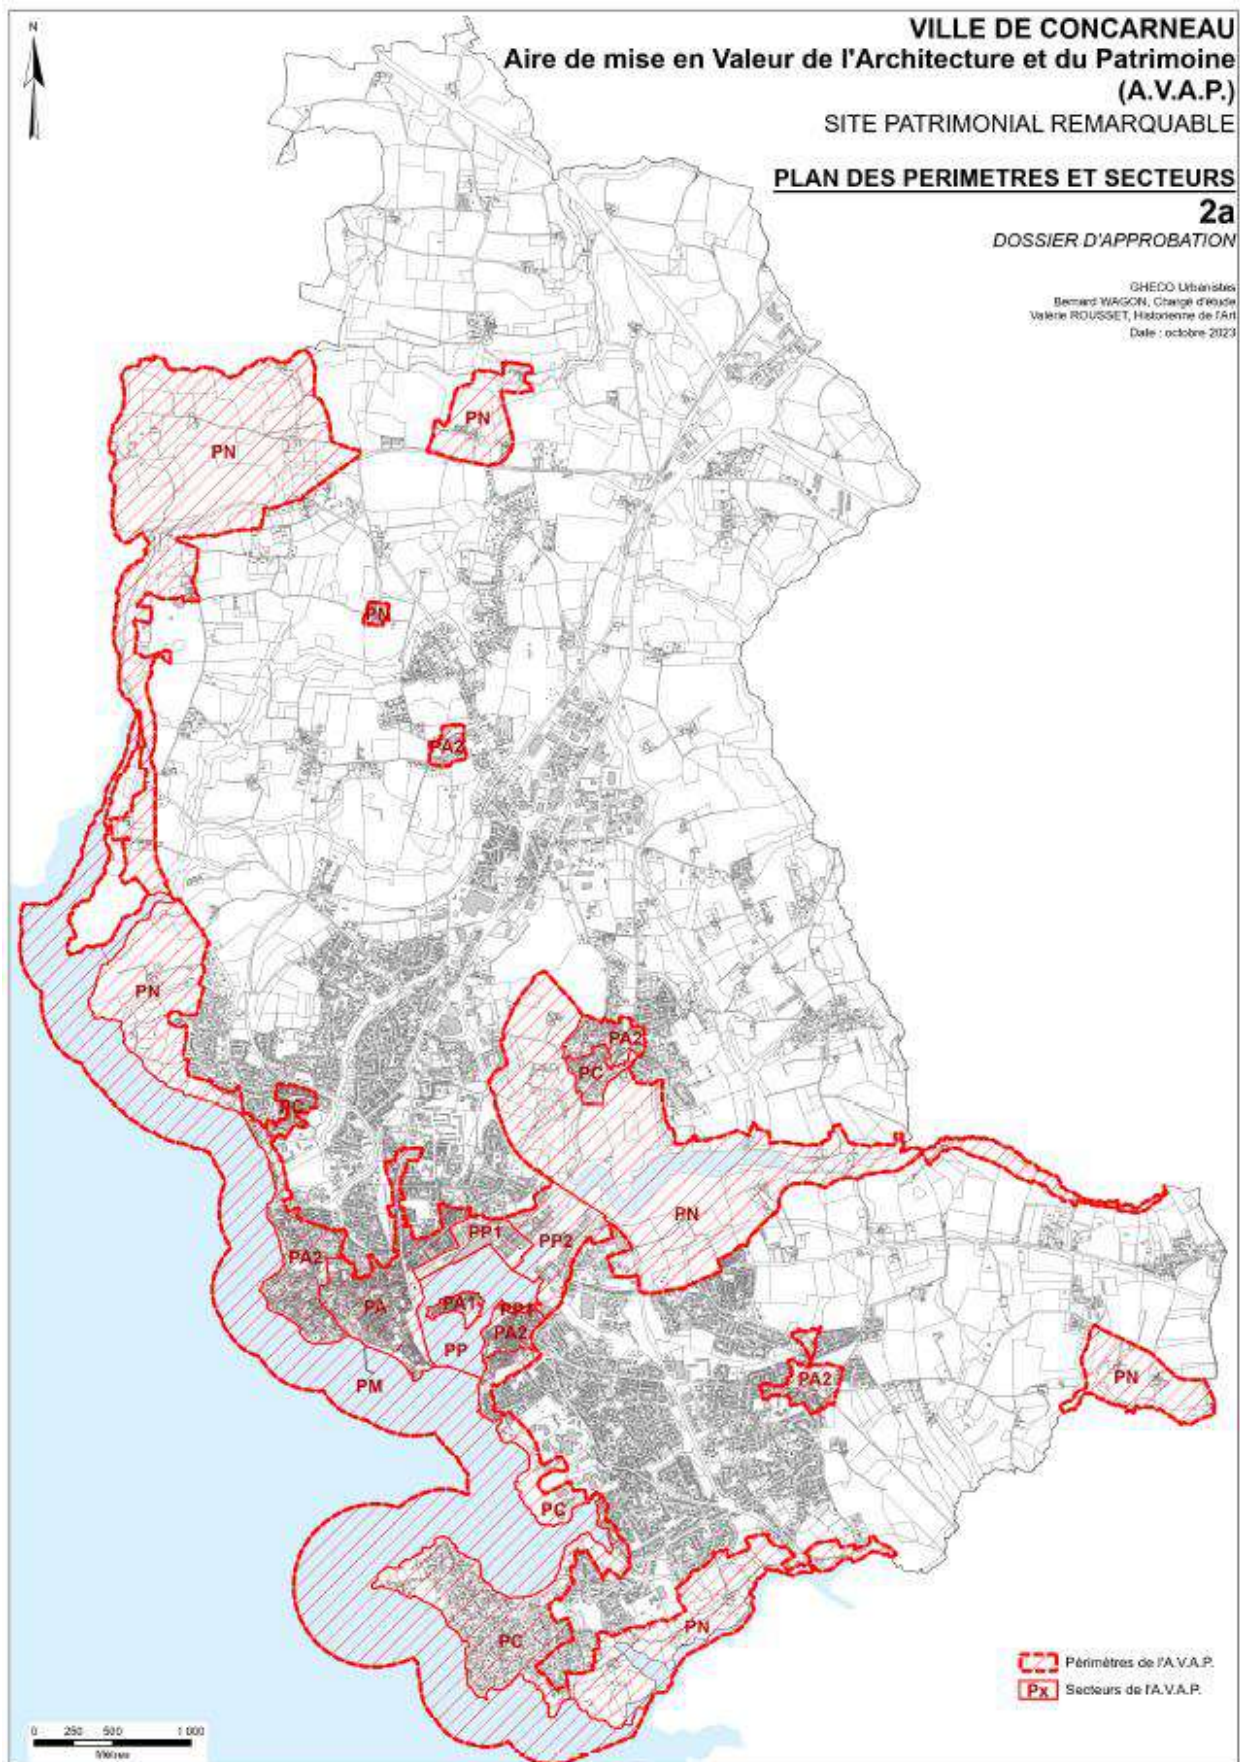 N
VILLE DE CONCARNEAU
Aire de mise en Valeur de l'Architecture et du Patrimoine
(A.V.A.P.)
SITE PATRIMONIAL REMARQUABLE
PLAN DES PERIMETRES ET SECTEURS
2a
DOSSIER D'APPROBATION
GHECO Urbanistes
Bernard WAGON, Chargé d'étude
Valérie ROUSSET, Historienne de l'Art
Date : octobre 2023
PN
PN
PN
PA2
PN
PA2
PC
PC
PN
PP1
PP2
PA2
PA
PA1
PP1
PA2
PP
PM
PA2
PN
PC
PN
PC
Périmètres de l'A.V.A.P.
Px Secteurs de l'A.V.A.P.
0 250 500 1 000
Mètres